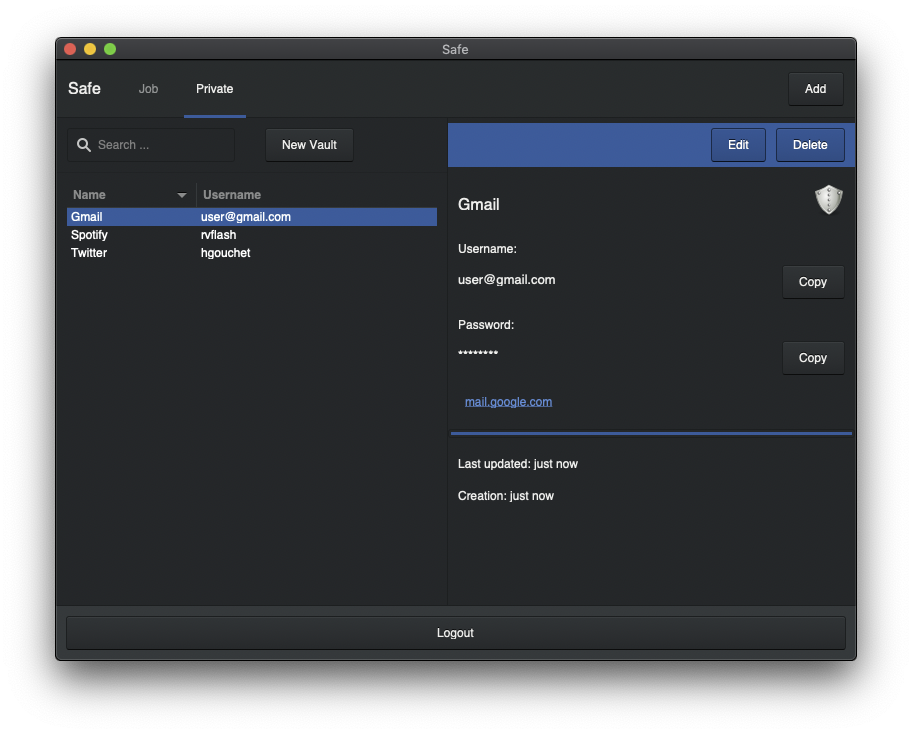 Safe
Safe Job Private Add
Search ... New Vault Edit Delete
Name Username
Gmail user@gmail.com
Spotify rvflash
Twitter hgouchet
Gmail
Username:
user@gmail.com Copy
Password:
******** Copy
mail.google.com
Last updated: just now
Creation: just now
Logout